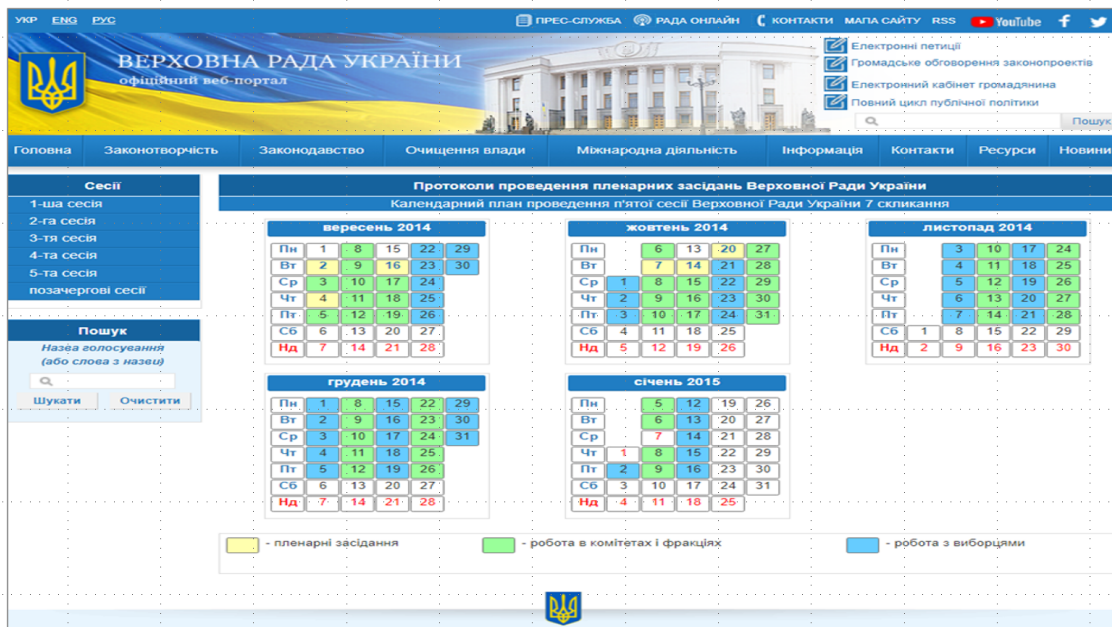 УКР ENG РУС
ПРЕС-СЛУЖБА РАДА ОНЛАЙН КОНТАКТИ МАПА САЙТУ RSS YouTube
ВЕРХОВНА РАДА УКРАЇНИ
офіційний веб-портал
Електронні петиції
Громадське обговорення законопроектів
Електронний кабінет громадянина
Повний цикл публічної політики
Пошук
Головна Законотворчість Законодавство Очищення влади Міжнародна діяльність Інформація Контакти Ресурси Новини
Сесії
1-ша сесія
2-га сесія
3-тя сесія
4-та сесія
5-та сесія
позачергові сесії
Пошук
Назва голосування
(або слова з назви)
Шукати Очистити
Протоколи проведення пленарних засідань Верховної Ради України
Календарний план проведення п'ятої сесії Верховної Ради України 7 скликання
вересень 2014
Пн 1 8 15 22 29
Вт 2 9 16 23 30
Ср 3 10 17 24
Чт 4 11 18 25
Пт 5 12 19 26
Сб 6 13 20 27
Нд 7 14 21 28
жовтень 2014
Пн 6 13 20 27
Вт 7 14 21 28
Ср 1 8 15 22 29
Чт 2 9 16 23 30
Пт 3 10 17 24 31
Сб 4 11 18 25
Нд 5 12 19 26
листопад 2014
Пн 3 10 17 24
Вт 4 11 18 25
Ср 5 12 19 26
Чт 6 13 20 27
Пт 7 14 21 28
Сб 1 8 15 22 29
Нд 2 9 16 23 30
грудень 2014
Пн 1 8 15 22 29
Вт 2 9 16 23 30
Ср 3 10 17 24 31
Чт 4 11 18 25
Пт 5 12 19 26
Сб 6 13 20 27
Нд 7 14 21 28
січень 2015
Пн 5 12 19 26
Вт 6 13 20 27
Ср 7 14 21 28
Чт 1 8 15 22 29
Пт 2 9 16 23 30
Сб 3 10 17 24 31
Нд 4 11 18 25
- пленарні засідання - робота в комітетах і фракціях - робота з виборцями